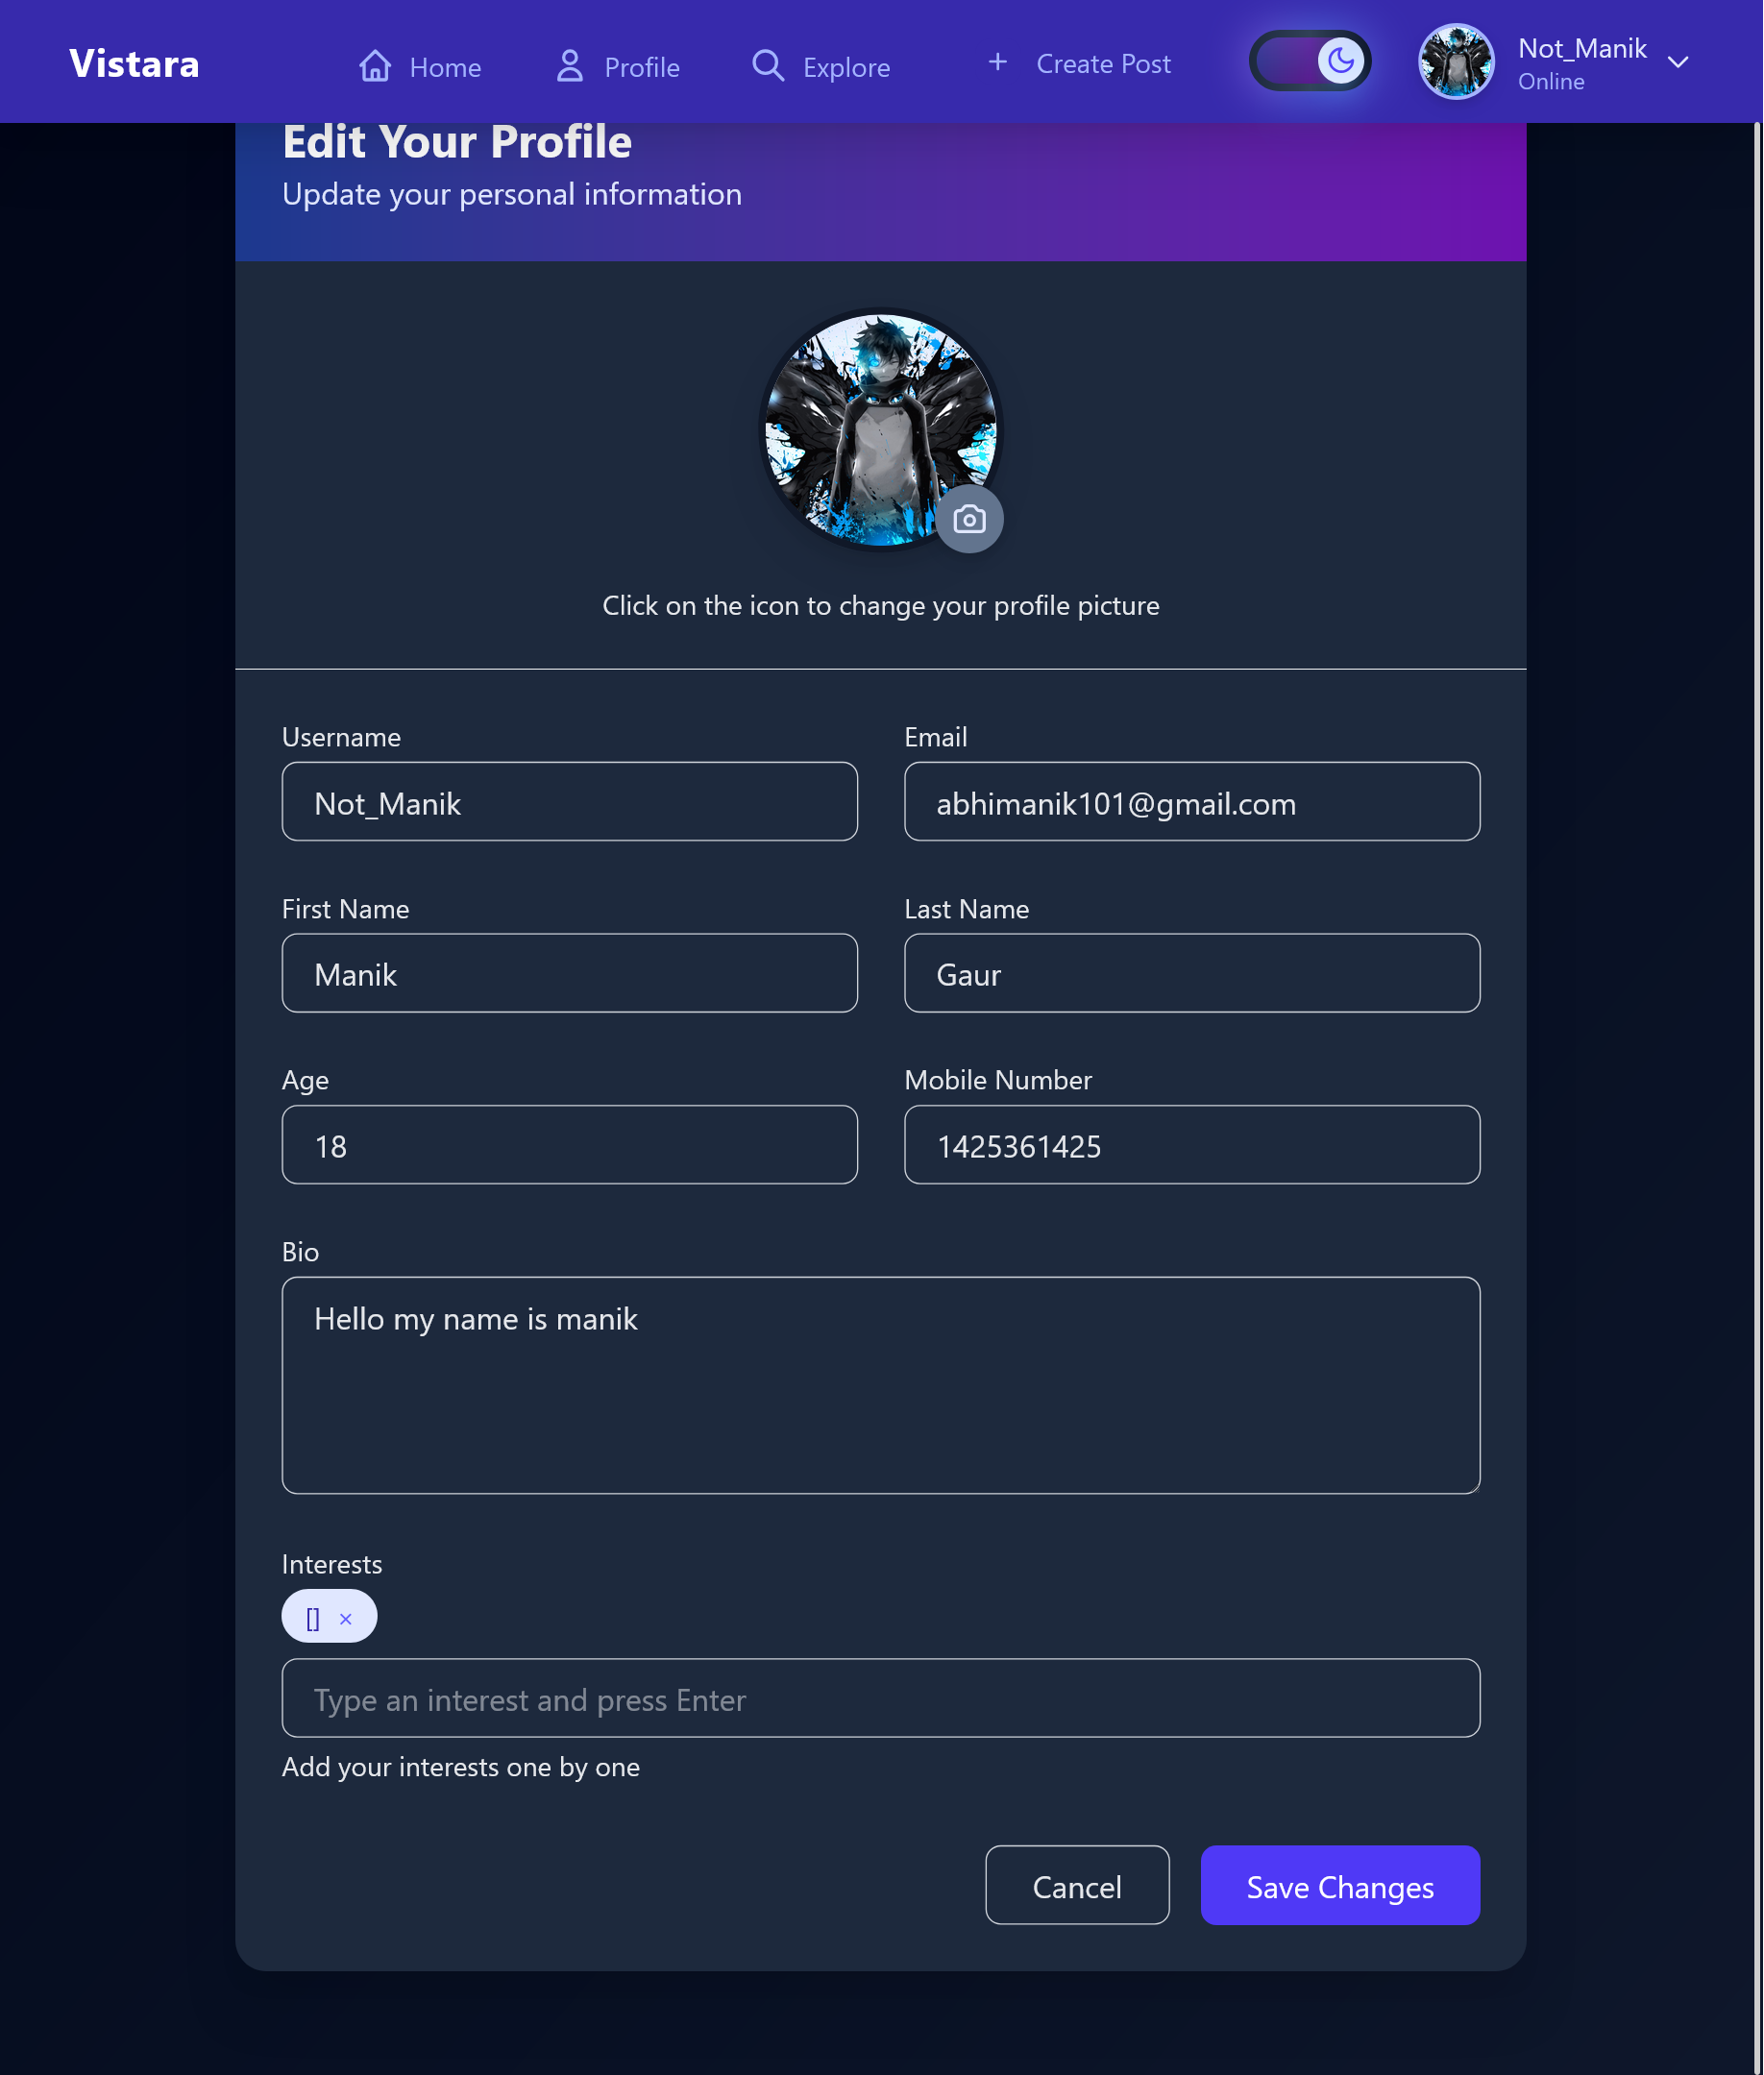 Vistara
Home
Profile
Explore
+ Create Post
Not_Manik
Online
Edit Your Profile
Update your personal information
Click on the icon to change your profile picture
Username
Email
Not_Manik
abhimanik101@gmail.com
First Name
Last Name
Manik
Gaur
Age
Mobile Number
18
1425361425
Bio
Hello my name is manik
Interests
[] ×
Type an interest and press Enter
Add your interests one by one
Cancel
Save Changes